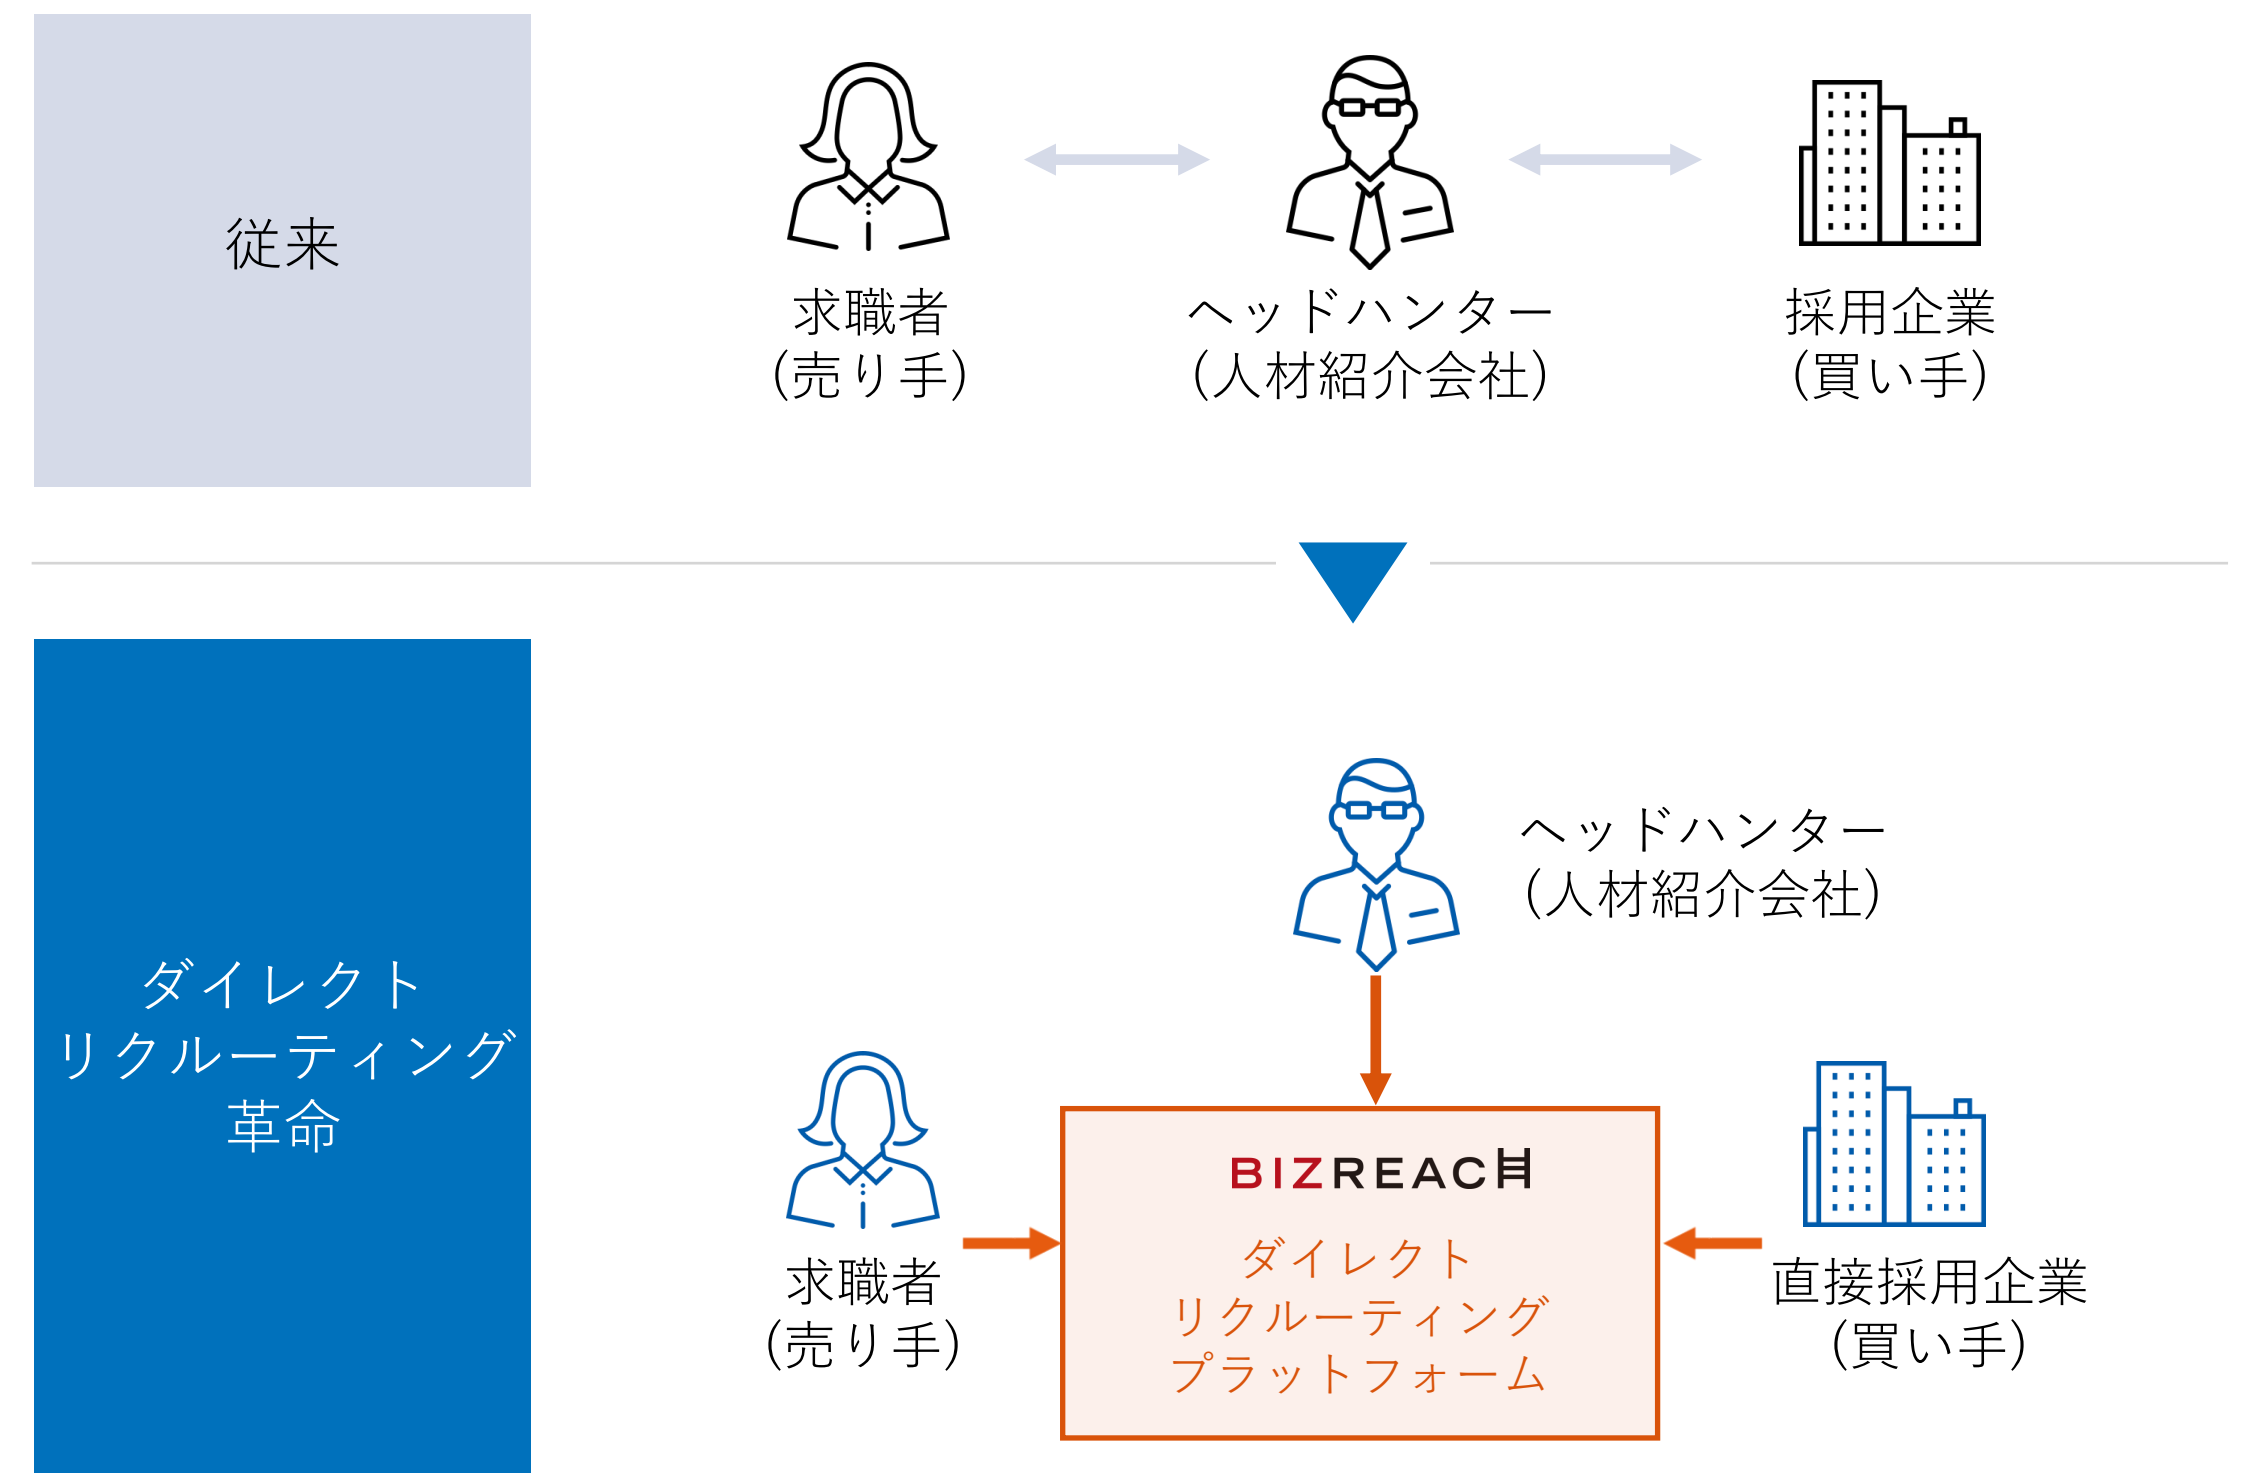 従来
求職者
(売り手)
ヘッドハンター
(人材紹介会社)
採用企業
(買い手)
ダイレクト
リクルーティング
革命
ヘッドハンター
(人材紹介会社)
求職者
(売り手)
BIZREACH
ダイレクト
リクルーティング
プラットフォーム
直接採用企業
(買い手)